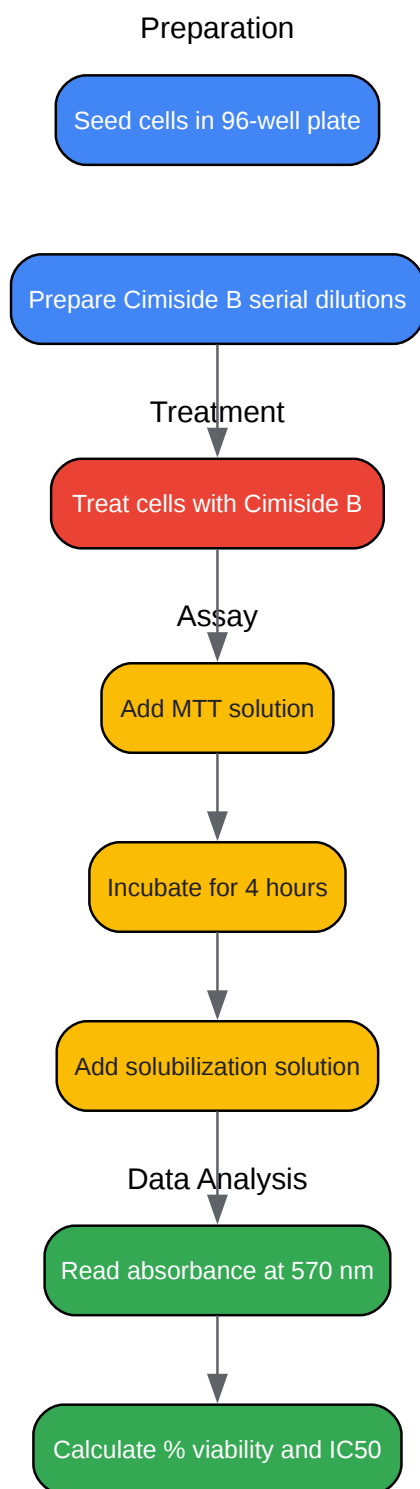 Preparation
Seed cells in 96-well plate
Prepare Cimiside B serial dilutions
Treatment
Treat cells with Cimiside B
Assay
Add MTT solution
Incubate for 4 hours
Add solubilization solution
Data Analysis
Read absorbance at 570 nm
Calculate % viability and IC50